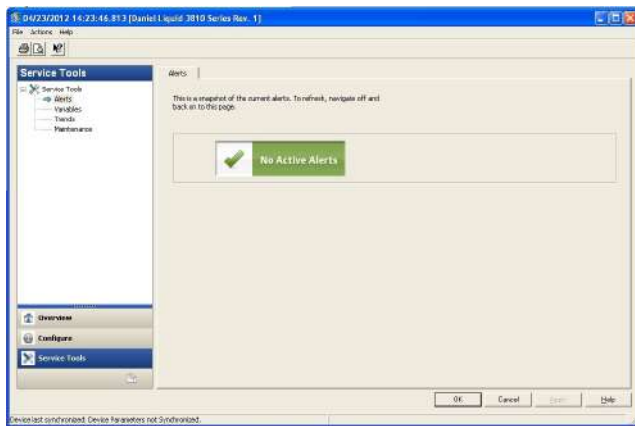 04/23/2012 14:23:46.813 [Daniel Liquid 3810 Series Rev. 1]
File Actions Help
Service Tools
Service Tools
Alerts
Variables
Trends
Maintenance
Alerts
This is a snapshot of the current alerts. To refresh, navigate off and
back on to this page.
No Active Alerts
Overview
Configure
Service Tools
OK Cancel Help
Device last synchronized: Device Parameters not Synchronized.